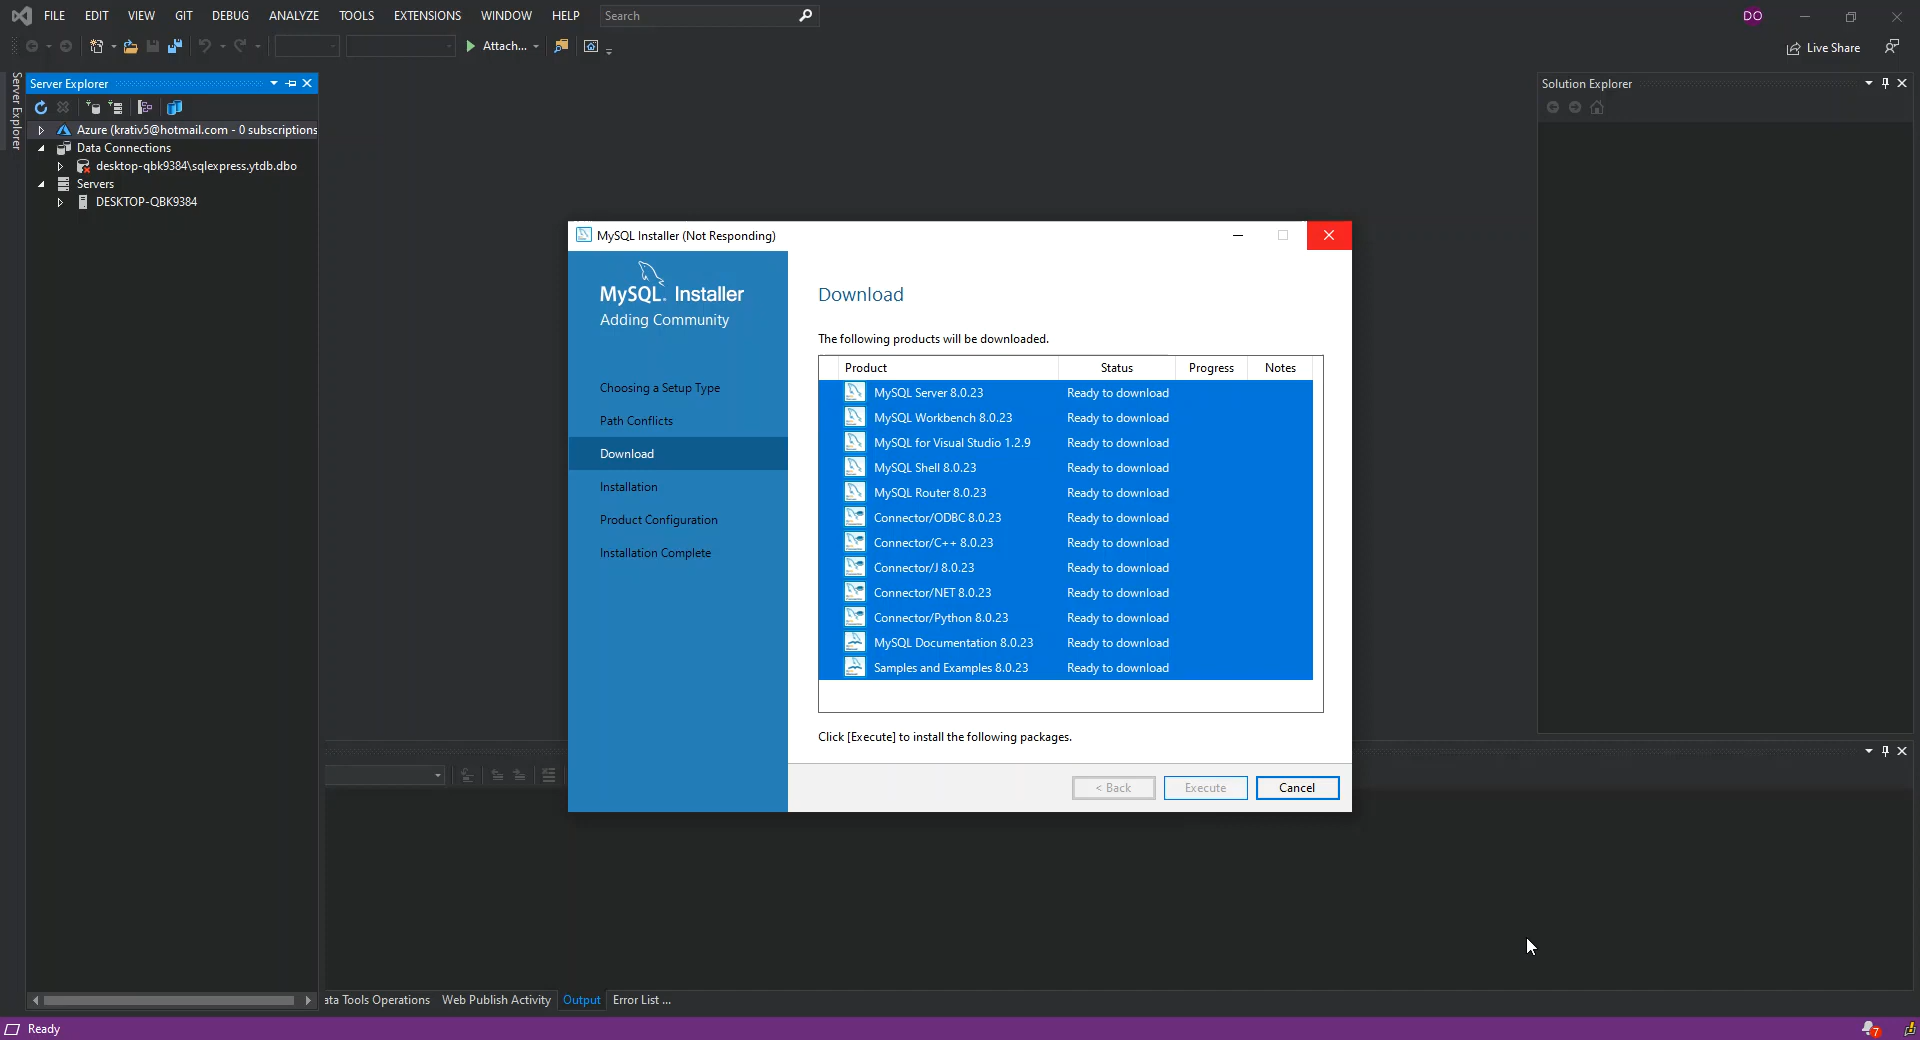 FILE EDIT VIEW GIT DEBUG ANALYZE TOOLS EXTENSIONS WINDOW HELP Search DO
Attach... Live Share
Server Explorer
Server Explorer
Azure (krativ5@hotmail.com - 0 subscriptions
Data Connections
desktop-qbk9384\sqlexpress.ytdb.dbo
Servers
DESKTOP-QBK9384
Solution Explorer
MySQL Installer (Not Responding)
MySQL. Installer
Adding Community
Choosing a Setup Type
Path Conflicts
Download
Installation
Product Configuration
Installation Complete
Download
The following products will be downloaded.
Product Status Progress Notes
MySQL Server 8.0.23 Ready to download
MySQL Workbench 8.0.23 Ready to download
MySQL for Visual Studio 1.2.9 Ready to download
MySQL Shell 8.0.23 Ready to download
MySQL Router 8.0.23 Ready to download
Connector/ODBC 8.0.23 Ready to download
Connector/C++ 8.0.23 Ready to download
Connector/J 8.0.23 Ready to download
Connector/NET 8.0.23 Ready to download
Connector/Python 8.0.23 Ready to download
MySQL Documentation 8.0.23 Ready to download
Samples and Examples 8.0.23 Ready to download
Click [Execute] to install the following packages.
< Back Execute Cancel
ata Tools Operations Web Publish Activity Output Error List ...
Ready 7